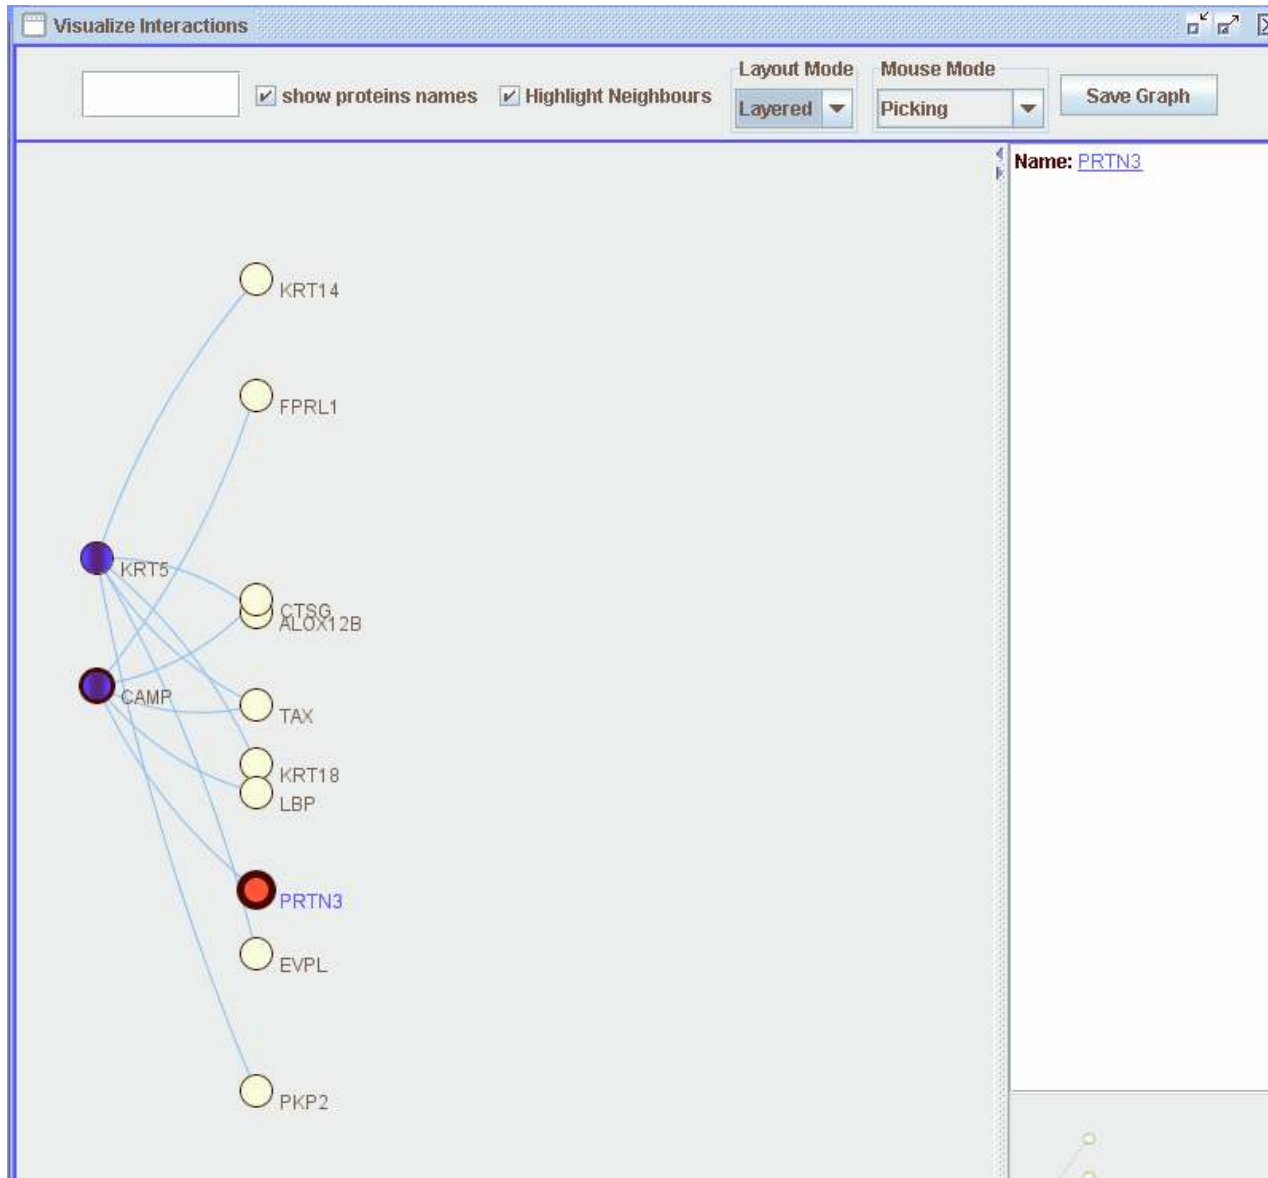 Visualize Interactions
Layout Mode
Mouse Mode
show proteins names
Highlight Neighbours
Layered
Picking
Save Graph
Name: PRTN3
KRT14
FPRL1
KRT5
CTSG
ALOX12B
CAMP
TAX
KRT18
LBP
PRTN3
EVPL
PKP2